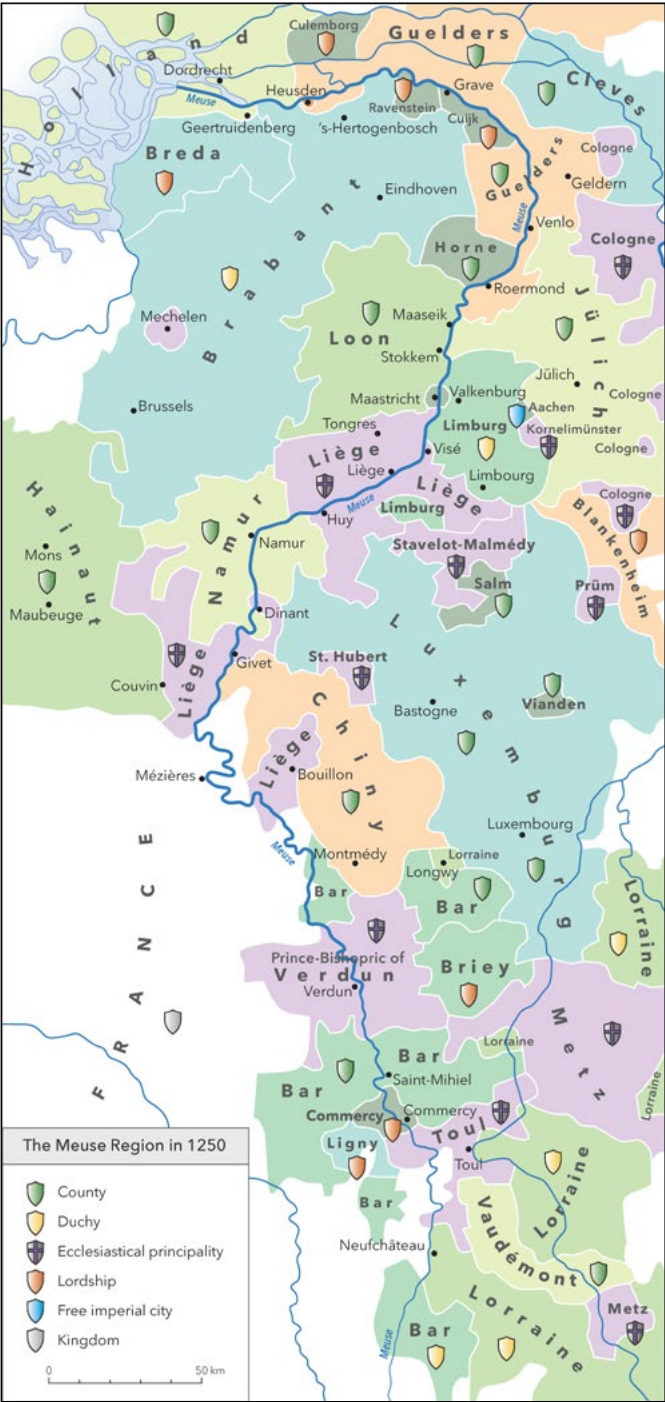 Culemborg
Guelders
Holland
Dordrecht
Cleves
Meuse
Heusden
Grave
Ravenstein
Geertruidenberg
's-Hertogenbosch
Cuijk
Breda
Cologne
Guelders
Geldern
Eindhoven
Brabant
Meuse
Venlo
Cologne
Horne
Roermond
Jülich
Mechelen
Maaseik
Loon
Stokkem
Jülich
Brussels
Maastricht
Valkenburg
Cologne
Aachen
Tongres
Limburg
Kornelimünster
Liège
Visé
Cologne
Liège
Limbourg
Hainaut
Liège
Cologne
Meuse
Limburg
Huy
Blankenheim
Namur
Mons
Namur
Stavelot-Malmédy
Salm
Prüm
Maubeuge
Dinant
Luxemburg
Givet
St. Hubert
Liège
Couvin
Bastogne
Vianden
Chiny
Liège
Mézières
Bouillon
Luxembourg
Meuse
Montmédy
Lorraine
Longwy
Bar
Bar
Lorraine
FRANCE
Prince-Bishopric of
Verdun
Verdun
Briey
Metz
Lorraine
Bar
Bar
Saint-Mihiel
Lorraine
Commercy
Commercy
Toul
Ligny
Toul
Lorraine
Bar
Vaudémont
Neufchâteau
Lorraine
Metz
Bar
Meuse
The Meuse Region in 1250
County
Duchy
Ecclesiastical principality
Lordship
Free imperial city
Kingdom
0 50 km